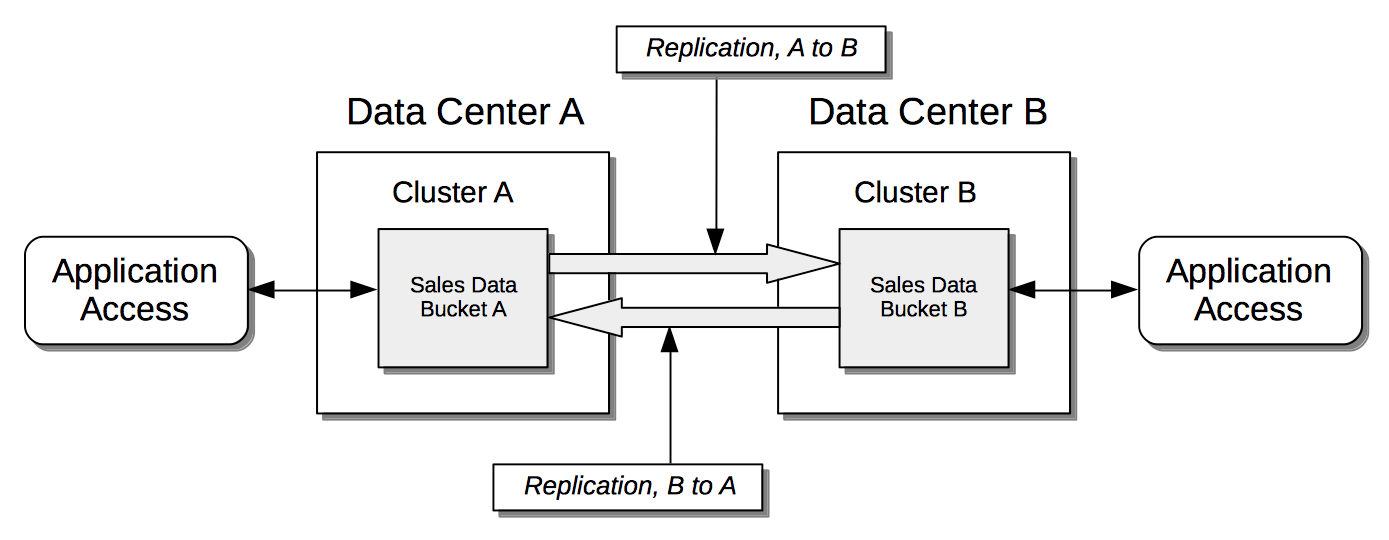 Replication, A to B
Data Center A
Data Center B
Cluster A
Cluster B
Application
Access
Sales Data
Bucket A
Sales Data
Bucket B
Application
Access
Replication, B to A